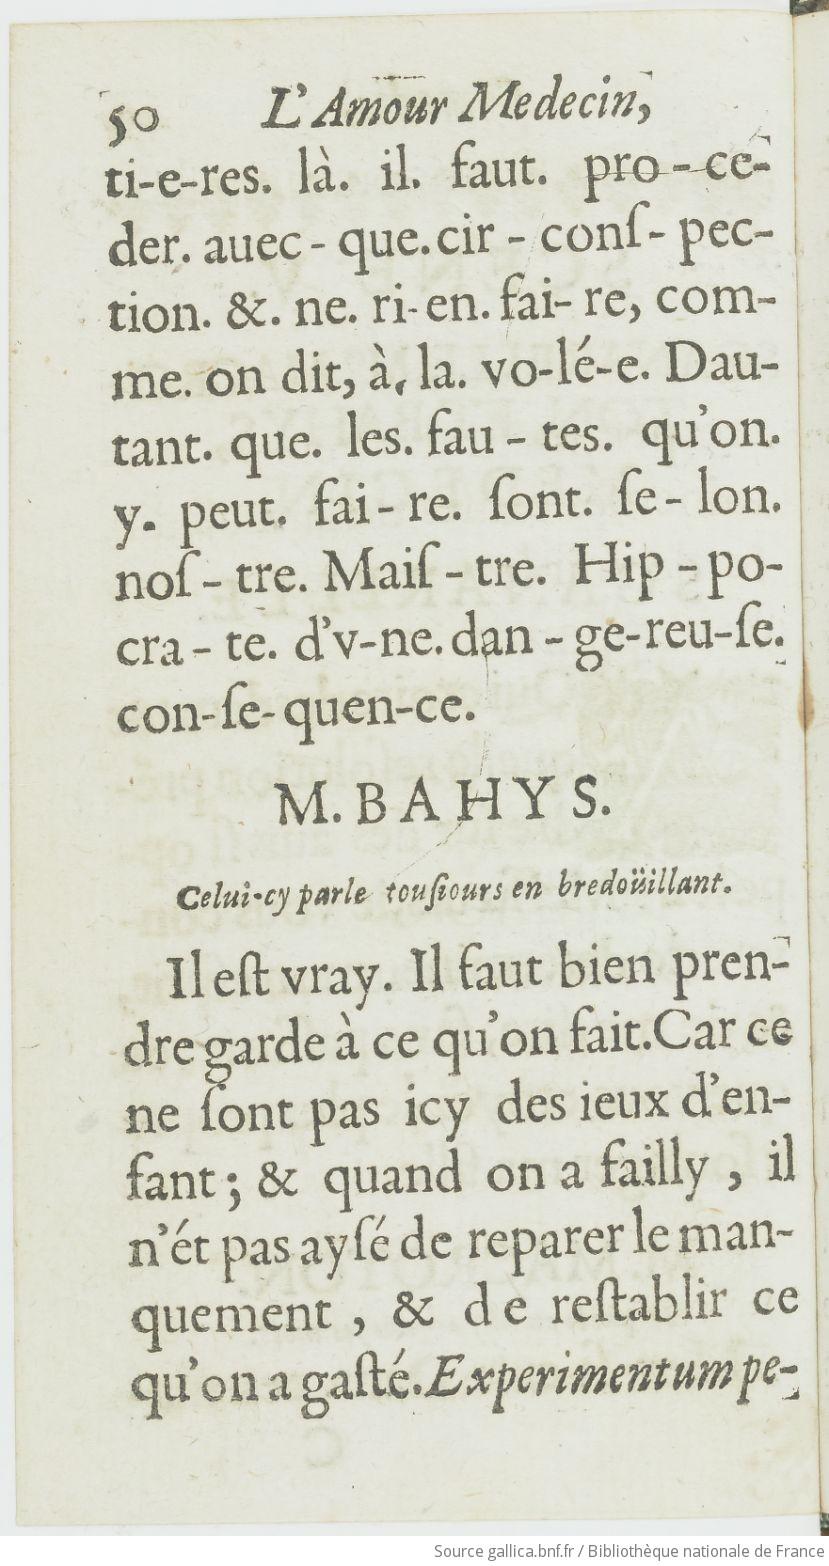 50 L'Amour Medecin,
ti-e-res. là. il. faut. pro-ce-
der. auec-que. cir-conſ-pec-
tion. &. ne. ri-en. fai-re, com-
me. on dit, à, la. vo-lé-e. Dau-
tant. que. les. fau-tes. qu'on.
y. peut. fai-re. ſont. ſe-lon.
noſ-tre. Maiſ-tre. Hip-po-
cra-te. d'v-ne. dan-ge-reu-ſe.
con-ſe-quen-ce.
M. BAHYS.
Celui-cy parle touſiours en bredoüillant.
Il eſt vray. Il faut bien pren-
dre garde à ce qu'on fait. Car ce
ne ſont pas icy des ieux d'en-
fant; & quand on a failly, il
n'ét pas ayſé de reparer le man-
quement, & de reſtablir ce
qu'on a gaſté. Experimentum pe-
Source gallica.bnf.fr / Bibliothèque nationale de France